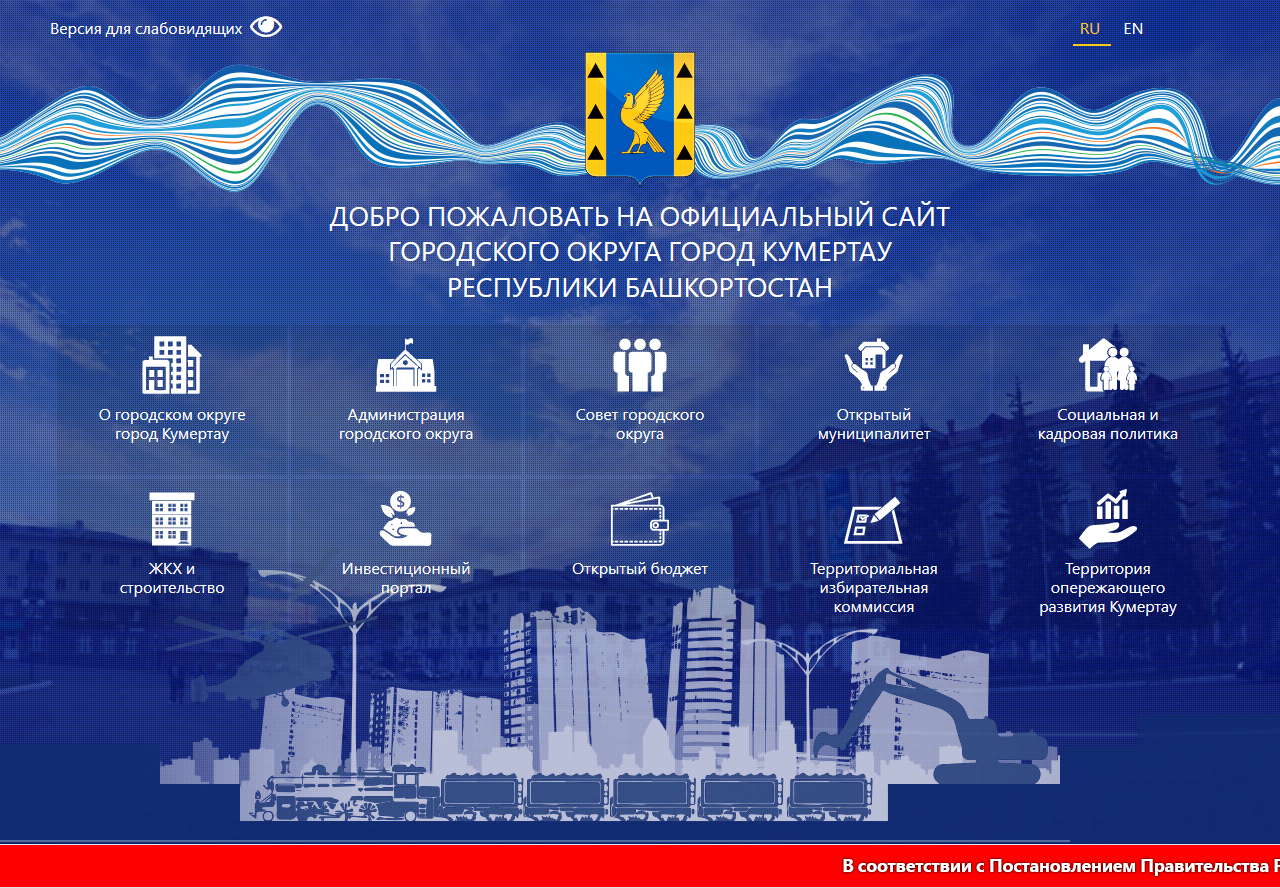 Версия для слабовидящих
RU EN
ДОБРО ПОЖАЛОВАТЬ НА ОФИЦИАЛЬНЫЙ САЙТ
ГОРОДСКОГО ОКРУГА ГОРОД КУМЕРТАУ
РЕСПУБЛИКИ БАШКОРТОСТАН
О городском округе
город Кумертау
Администрация
городского округа
Совет городского
округа
Открытый
муниципалитет
Социальная и
кадровая политика
ЖКХ и
строительство
Инвестиционный
портал
Открытый бюджет
Территориальная
избирательная
коммиссия
Территория
опережающего
развития Кумертау
В соответствии с Постановлением Правительства